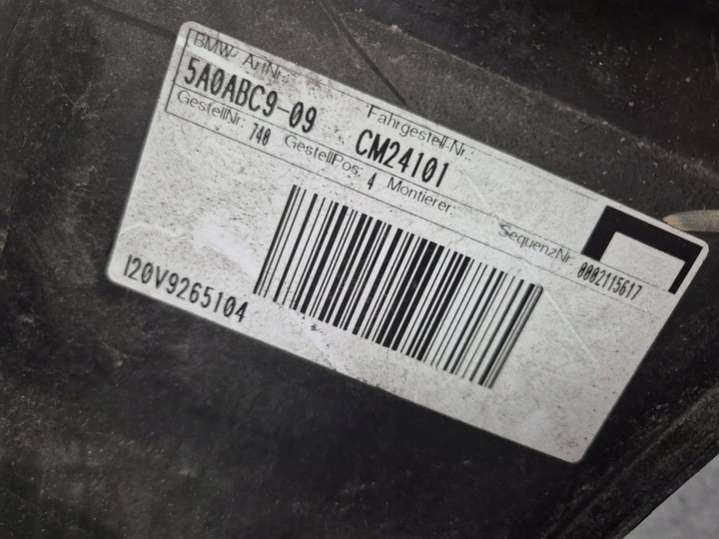 BMW- ArtNr.: Fahrgestell-Nr.:
5A0ABC9-09 CM24101
GestellNr: 740 GestellPos: 4 Montierer: SequenzNr: 0002115617
I20V9265104